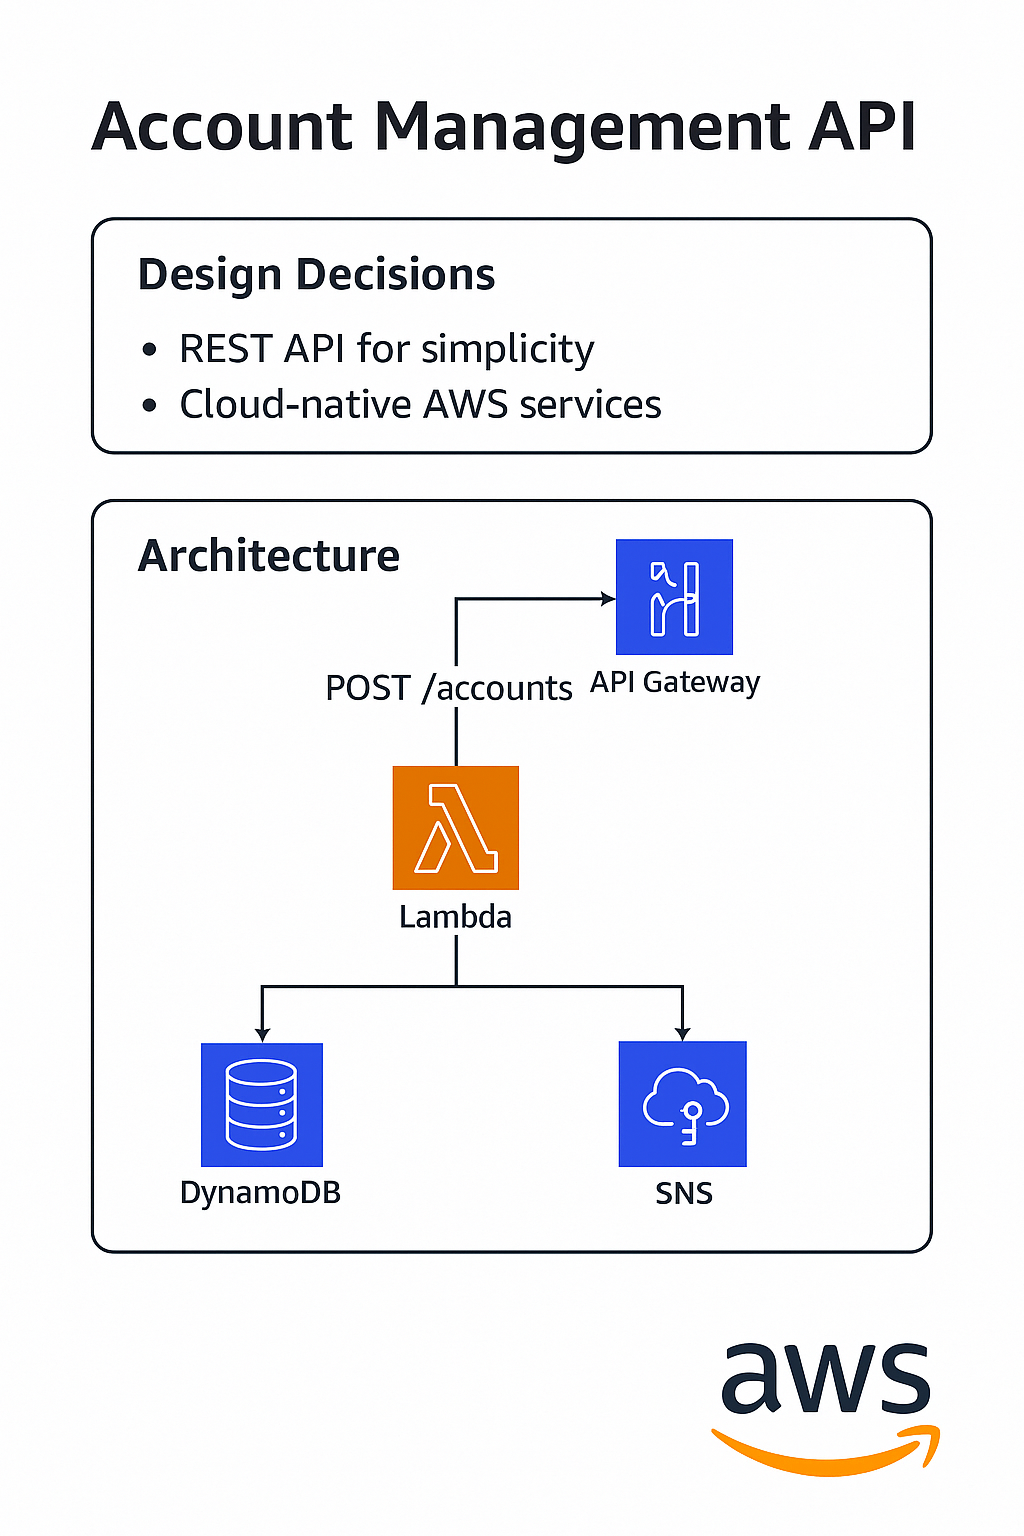 Account Management API
Design Decisions
• REST API for simplicity
• Cloud-native AWS services
Architecture
POST /accounts
API Gateway
Lambda
DynamoDB
SNS
aws